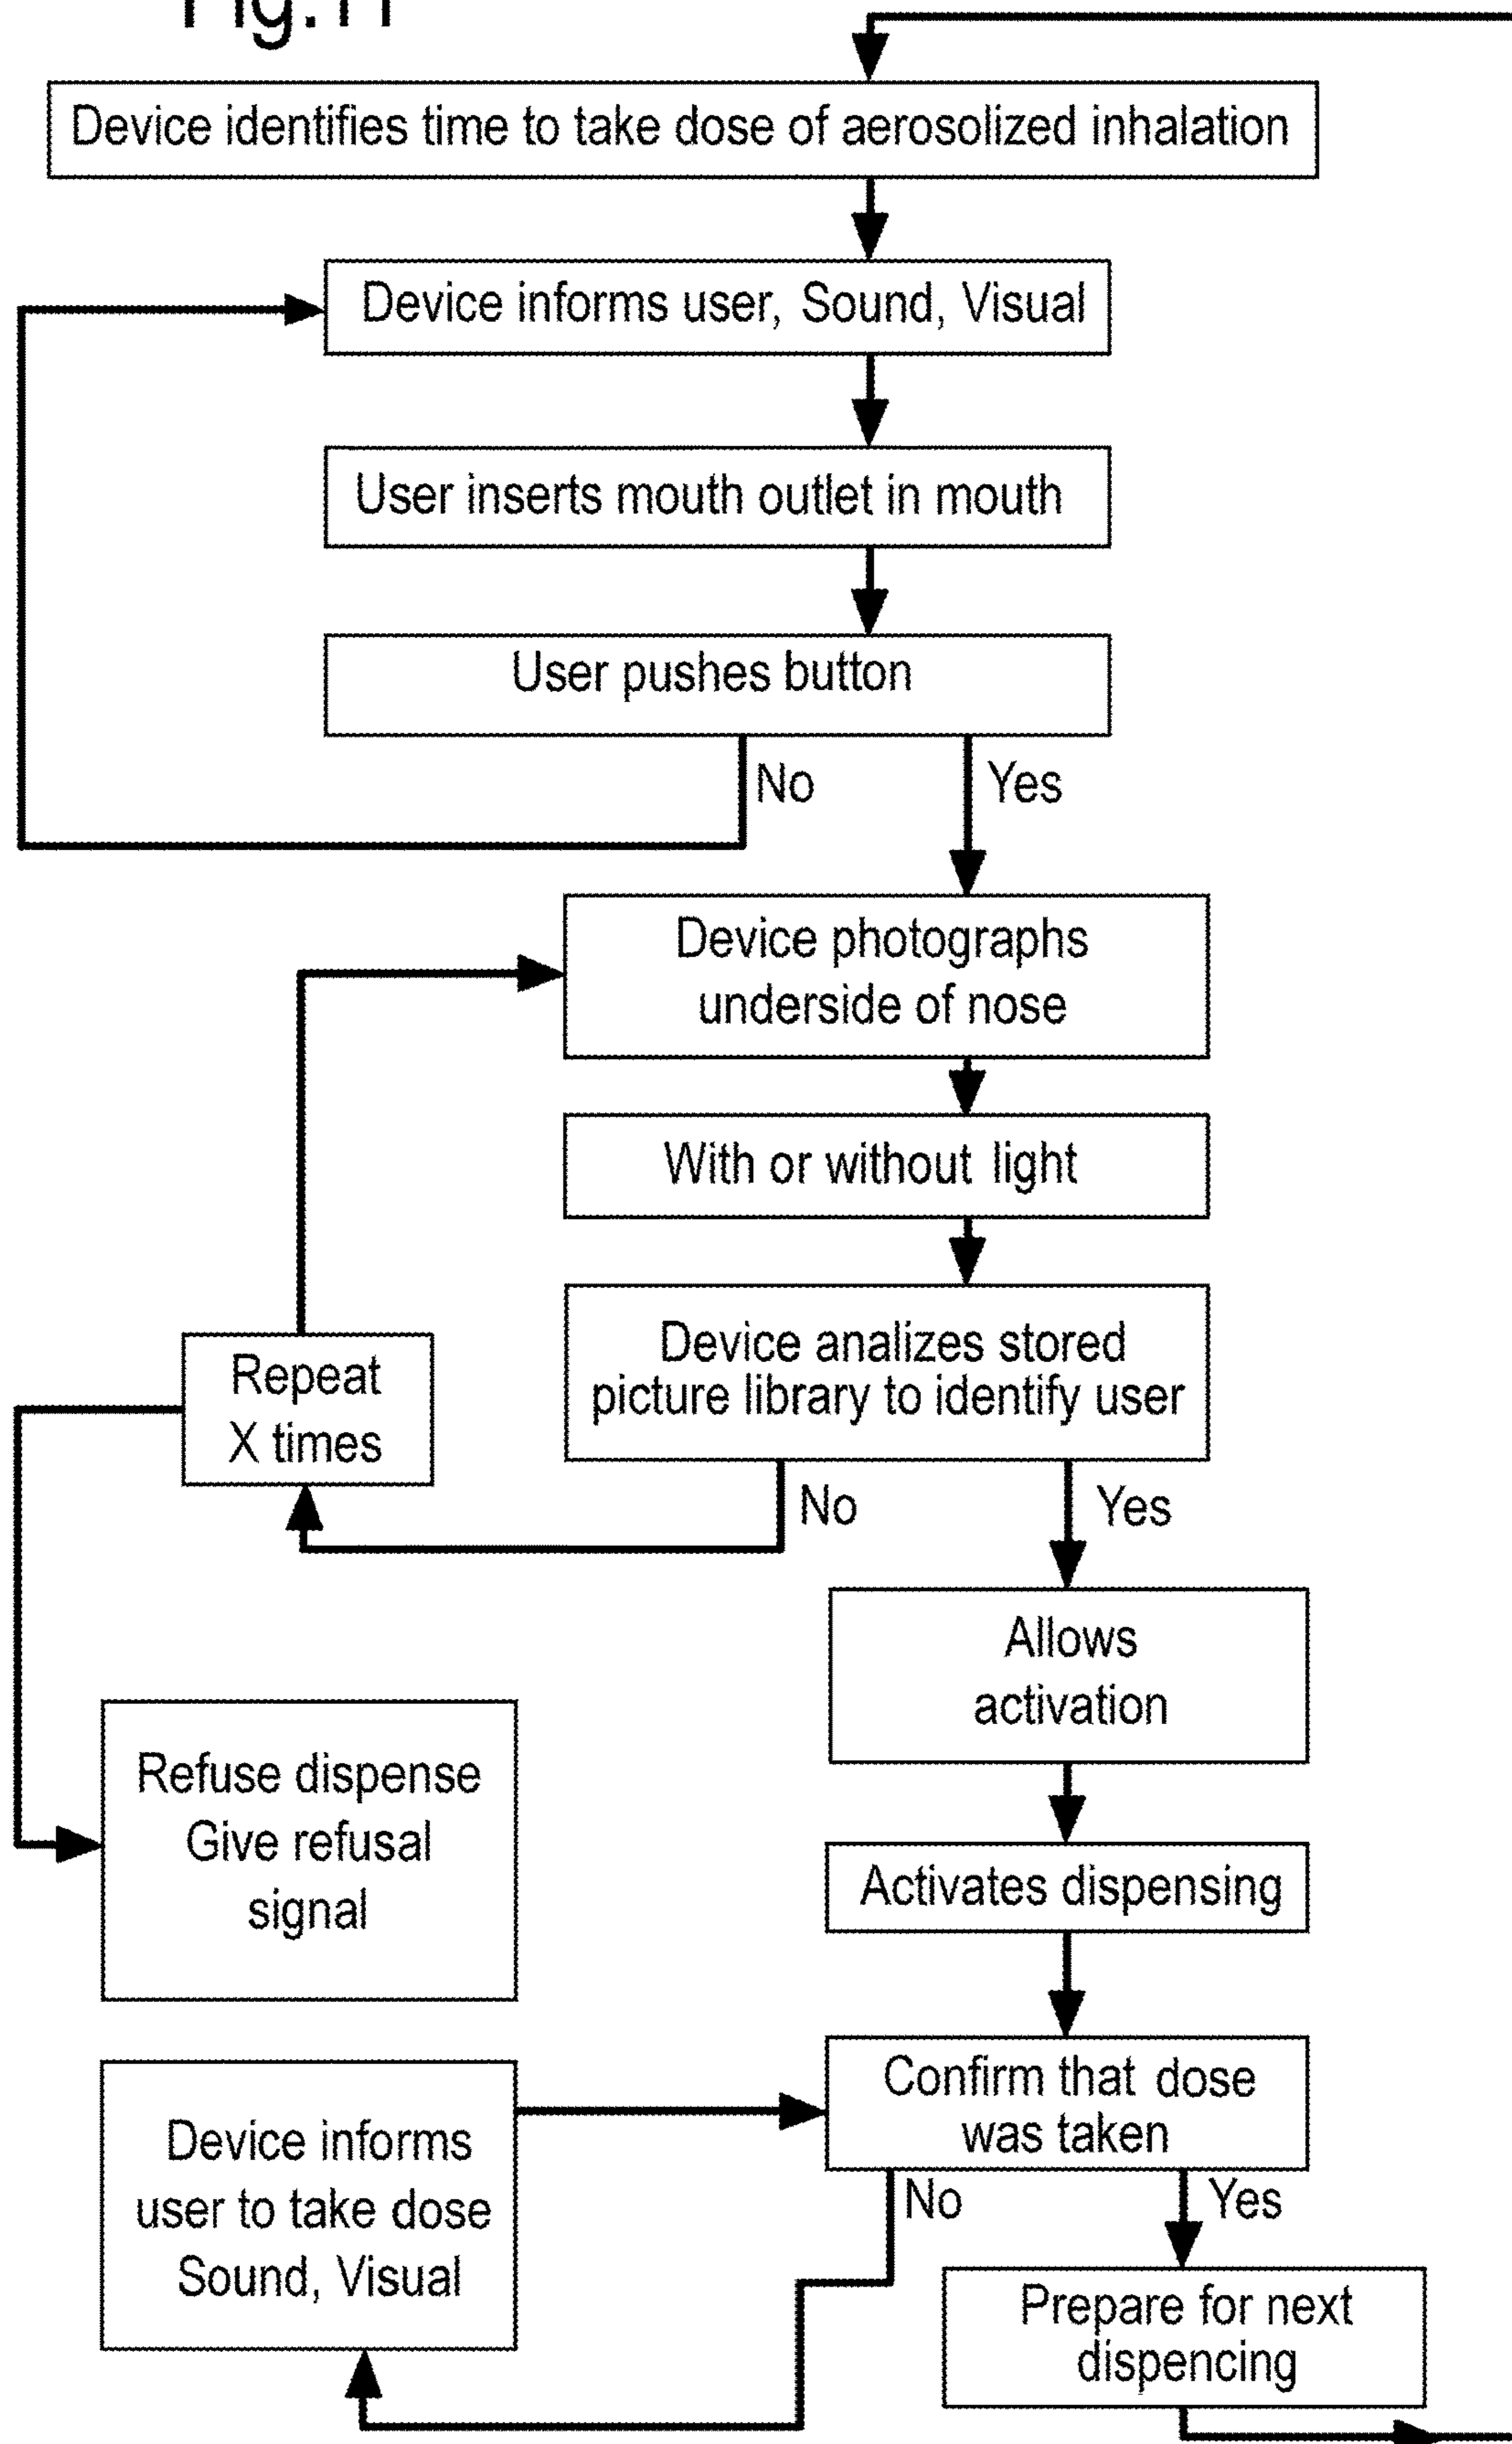 Fig.11
Device identifies time to take dose of aerosolized inhalation
Device informs user, Sound, Visual
User inserts mouth outlet in mouth
User pushes button
No
Yes
Device photographs
underside of nose
With or without light
Device analizes stored
picture library to identify user
Repeat
X times
No
Yes
Allows
activation
Refuse dispense
Give refusal
signal
Activates dispensing
Confirm that dose
was taken
Device informs
user to take dose
Sound, Visual
No
Yes
Prepare for next
dispencing